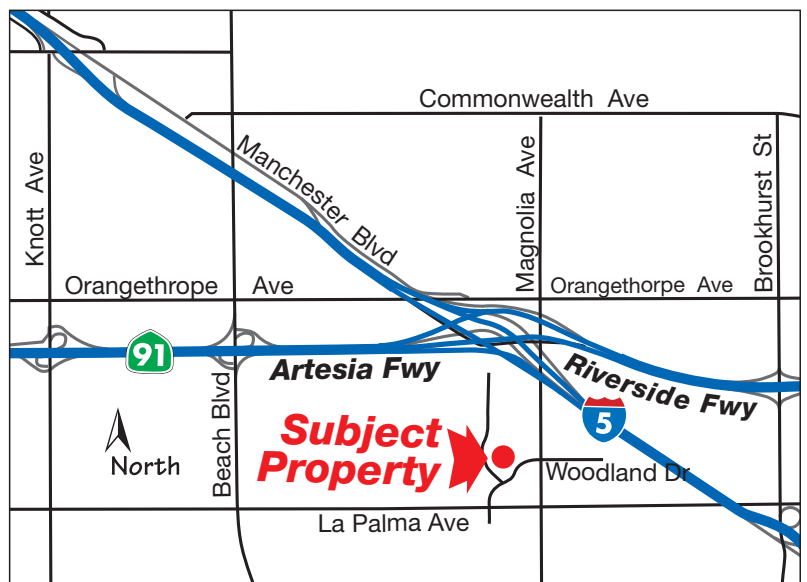 Commonwealth Ave
Manchester Blvd
Knott Ave
Magnolia Ave
Brookhurst St
Orangethrope Ave
Orangethorpe Ave
91
Artesia Fwy
Riverside Fwy
5
Beach Blvd
North
Subject
Property
Woodland Dr
La Palma Ave